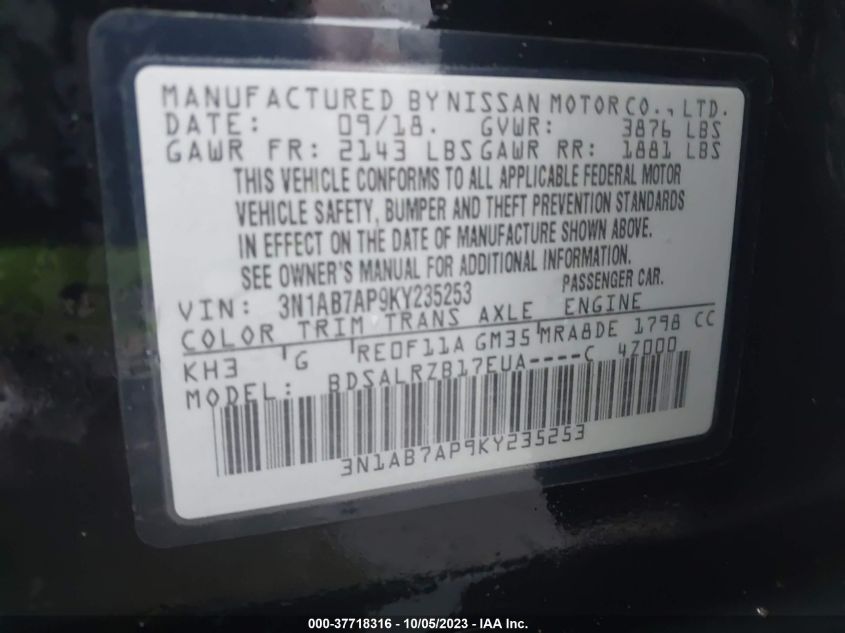 MANUFACTURED BY NISSAN MOTOR CO., LTD.
DATE: 09/18. GVWR: 3876 LBS
GAWR FR: 2143 LBS GAWR RR: 1881 LBS
THIS VEHICLE CONFORMS TO ALL APPLICABLE FEDERAL MOTOR
VEHICLE SAFETY, BUMPER AND THEFT PREVENTION STANDARDS
IN EFFECT ON THE DATE OF MANUFACTURE SHOWN ABOVE.
SEE OWNER'S MANUAL FOR ADDITIONAL INFORMATION.
VIN: 3N1AB7AP9KY235253 PASSENGER CAR.
COLOR TRIM TRANS AXLE ENGINE
KH3 G RE0F11A GM35 MRA8DE 1798 CC
MODEL: BDSALRZB17EUA----C 4Z000
3N1AB7AP9KY235253
000-37718316 - 10/05/2023 - IAA Inc.